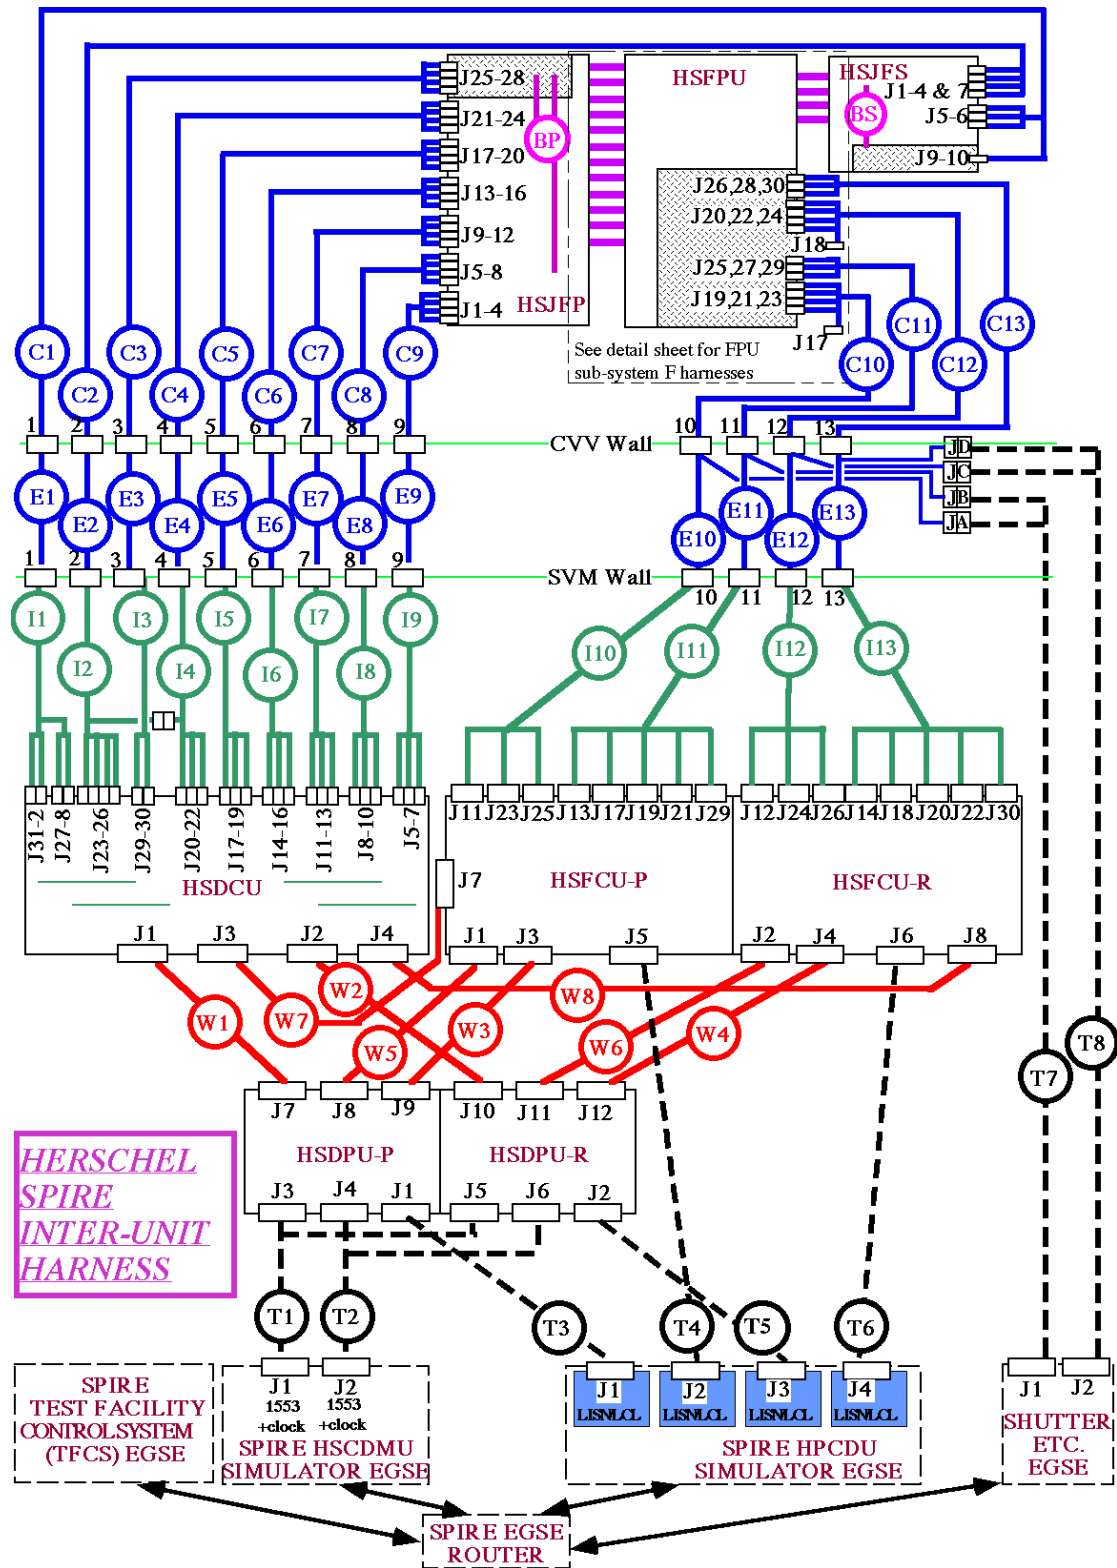 J25-28
HSFPU
HSJFS
J1-4 & 7
J21-24
BP
BS
J5-6
J17-20
J9-10
J13-16
J26,28,30
J20,22,24
J9-12
J18
J5-8
J25,27,29
HSJFP
J1-4
J19,21,23
J17
See detail sheet for FPU
sub-system F harnesses
C1
C3
C5
C7
C9
C2
C4
C6
C8
C10
C11
C12
C13
1
2
3
4
5
6
7
8
9
CVV Wall
10
11
12
13
JD
JC
JB
JA
E1
E2
E3
E4
E5
E6
E7
E8
E9
E10
E11
E12
E13
1
2
3
4
5
6
7
8
9
SVM Wall
10
11
12
13
I1
I2
I3
I4
I5
I6
I7
I8
I9
I10
I11
I12
I13
J31-2
J27-8
J23-26
J29-30
J20-22
J17-19
J14-16
J11-13
J8-10
J5-7
J11
J23
J25
J13
J17
J19
J21
J29
J12
J24
J26
J14
J18
J20
J22
J30
HSDCU
J7
HSFCU-P
HSFCU-R
J1
J3
J2
J4
J1
J3
J5
J2
J4
J6
J8
W1
W7
W2
W5
W3
W8
W6
W4
T7
T8
J7
J8
J9
J10
J11
J12
HSDPU-P
HSDPU-R
J3
J4
J1
J5
J6
J2
HERSCHEL
SPIRE
INTER-UNIT
HARNESS
T1
T2
T3
T4
T5
T6
SPIRE
TEST FACILITY
CONTROL SYSTEM
(TFCS) EGSE
J1
1553
+clock
J2
1553
+clock
SPIRE HSCDMU
SIMULATOR EGSE
J1
LISN/LCL
J2
LISN/LCL
J3
LISN/LCL
J4
LISN/LCL
SPIRE HPCDU
SIMULATOR EGSE
J1
J2
SHUTTER
ETC.
EGSE
SPIRE EGSE
ROUTER